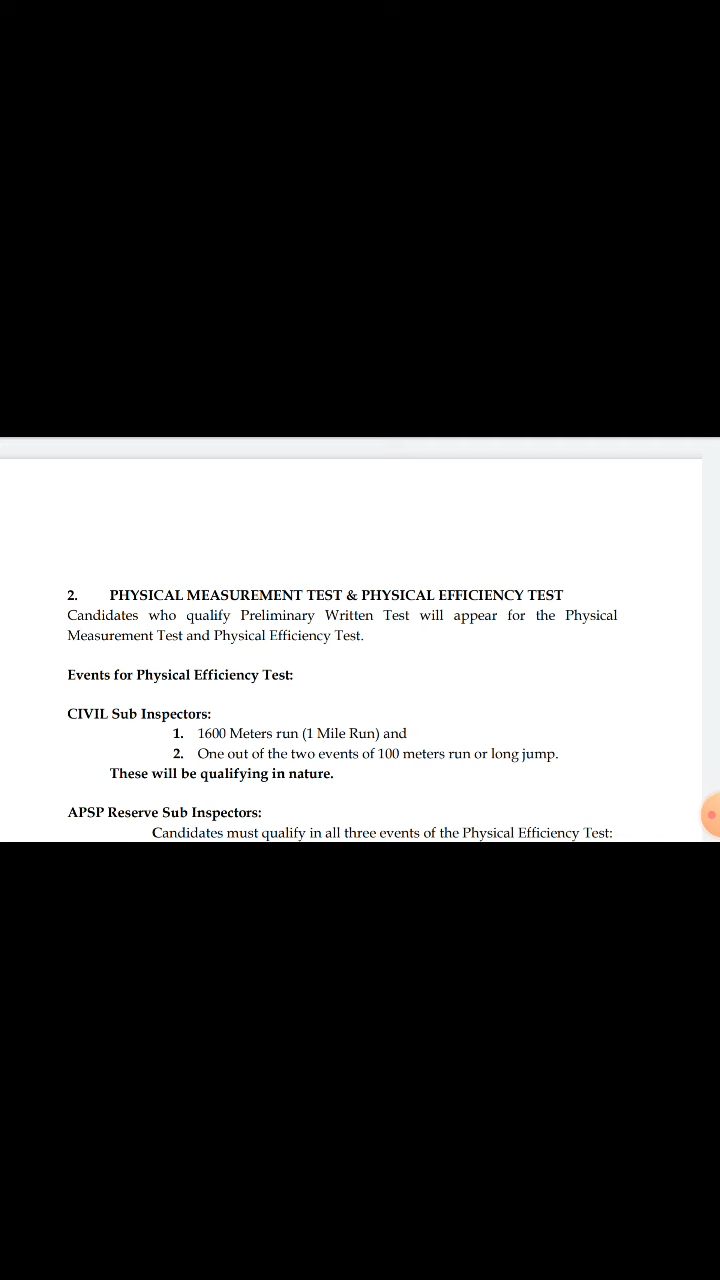 2. PHYSICAL MEASUREMENT TEST & PHYSICAL EFFICIENCY TEST
Candidates who qualify Preliminary Written Test will appear for the Physical
Measurement Test and Physical Efficiency Test.
Events for Physical Efficiency Test:
CIVIL Sub Inspectors:
1. 1600 Meters run (1 Mile Run) and
2. One out of the two events of 100 meters run or long jump.
These will be qualifying in nature.
APSP Reserve Sub Inspectors:
Candidates must qualify in all three events of the Physical Efficiency Test: